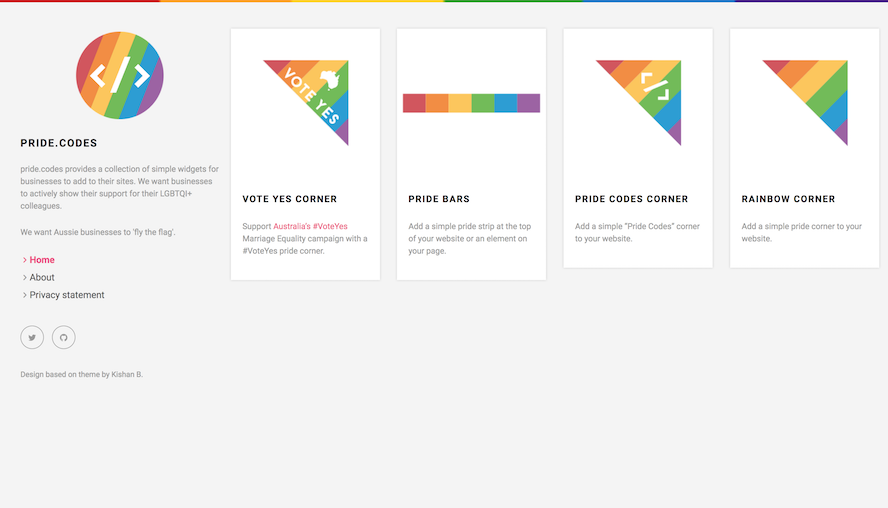 </>
PRIDE.CODES
pride.codes provides a collection of simple widgets for
businesses to add to their sites. We want businesses
to actively show their support for their LGBTQI+
colleagues.
We want Aussie businesses to 'fly the flag'.
> Home
> About
> Privacy statement
Design based on theme by Kishan B.
VOTE YES
VOTE YES CORNER
Support Australia's #VoteYes
Marriage Equality campaign with a
#VoteYes pride corner.
PRIDE BARS
Add a simple pride strip at the top
of your website or an element on
your page.
</>
PRIDE CODES CORNER
Add a simple "Pride Codes" corner
to your website.
RAINBOW CORNER
Add a simple pride corner to your
website.